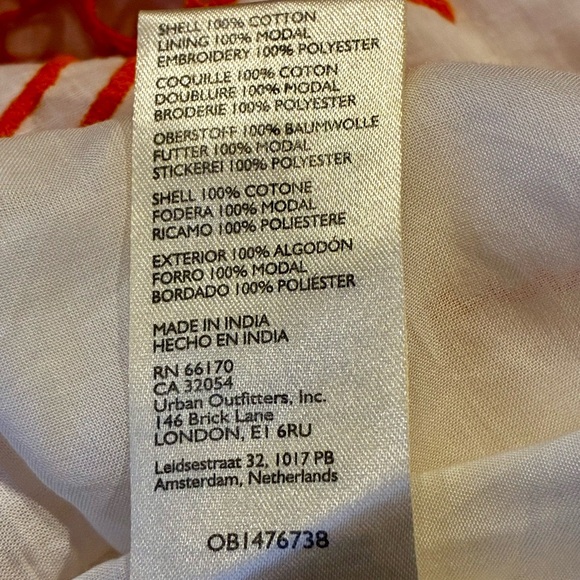 SHELL 100% COTTON
LINING 100% MODAL
EMBROIDERY 100% POLYESTER
COQUILLE 100% COTON
DOUBLURE 100% MODAL
BRODERIE 100% POLYESTER
OBERSTOFF 100% BAUMWOLLE
FUTTER 100% MODAL
STICKEREI 100% POLYESTER
SHELL 100% COTONE
FODERA 100% MODAL
RICAMO 100% POLIESTERE
EXTERIOR 100% ALGODÓN
FORRO 100% MODAL
BORDADO 100% POLIÉSTER
MADE IN INDIA
HECHO EN INDIA
RN 66170
CA 32054
Urban Outfitters, Inc.
146 Brick Lane
LONDON, E1 6RU
Leidsestraat 32, 1017 PB
Amsterdam, Netherlands
OB1476738